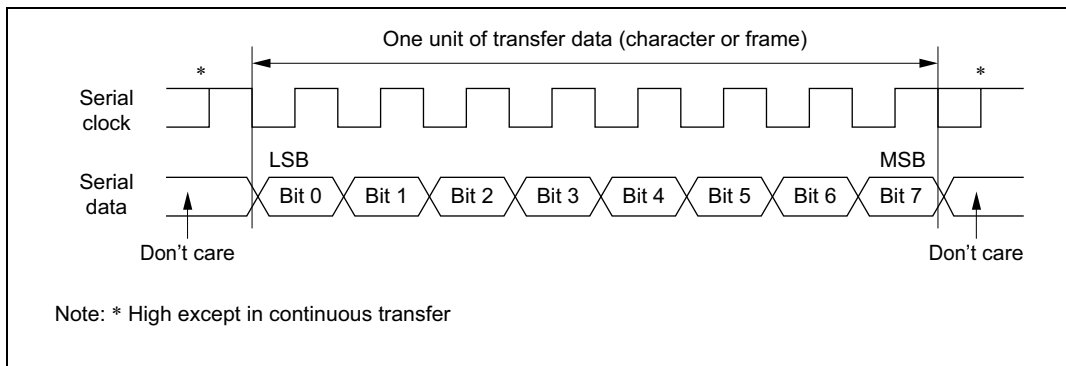 One unit of transfer data (character or frame)
* *
Serial
clock
LSB MSB
Serial
data
Bit 0 Bit 1 Bit 2 Bit 3 Bit 4 Bit 5 Bit 6 Bit 7
Don’t care Don’t care
Note: * High except in continuous transfer